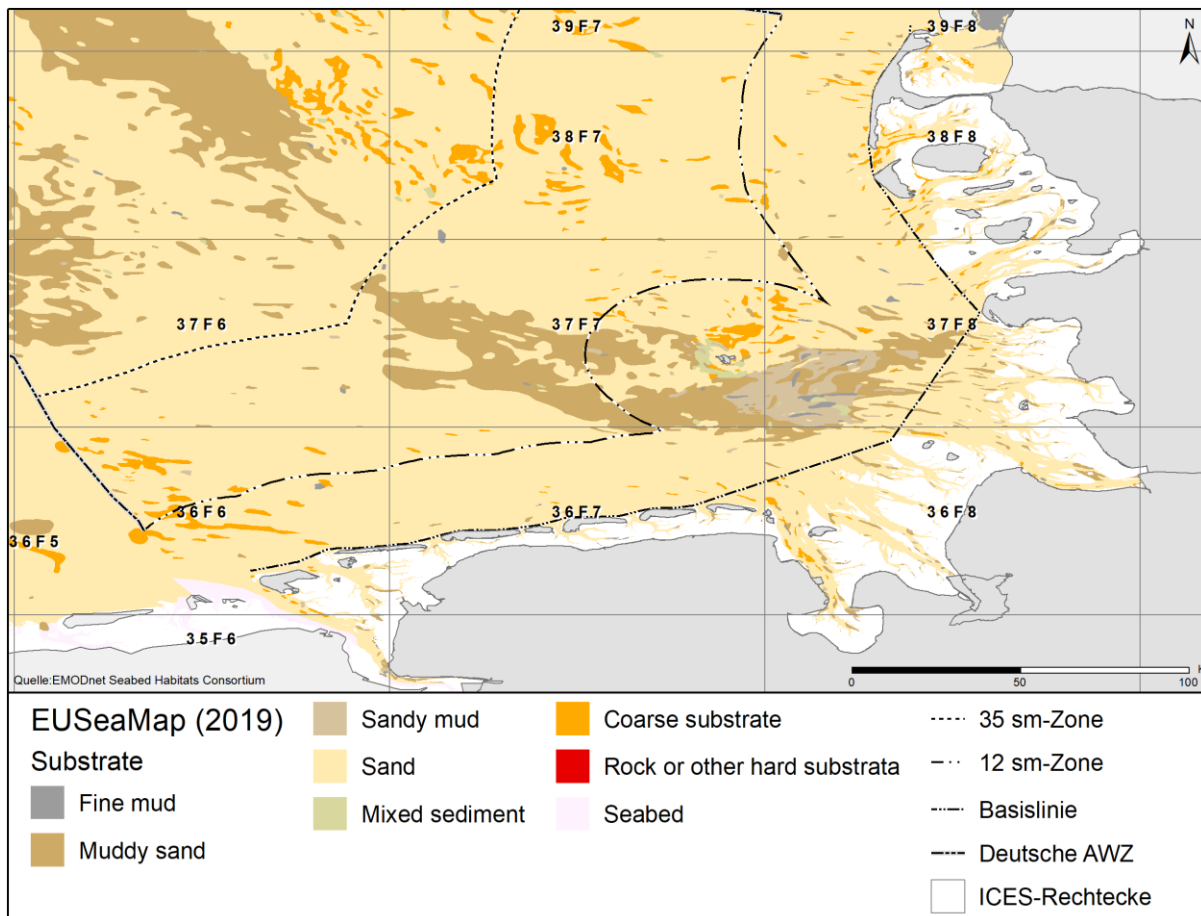 39F7
39F8
N
38F7
38F8
37F6
37F7
37F8
36F5
36F6
36F7
36F8
35F6
Quelle:EMODnet Seabed Habitats Consortium
0
50
100
EUSeaMap (2019)
Substrate
Fine mud
Muddy sand
Sandy mud
Sand
Mixed sediment
Coarse substrate
Rock or other hard substrata
Seabed
35 sm-Zone
12 sm-Zone
Basislinie
Deutsche AWZ
ICES-Rechtecke